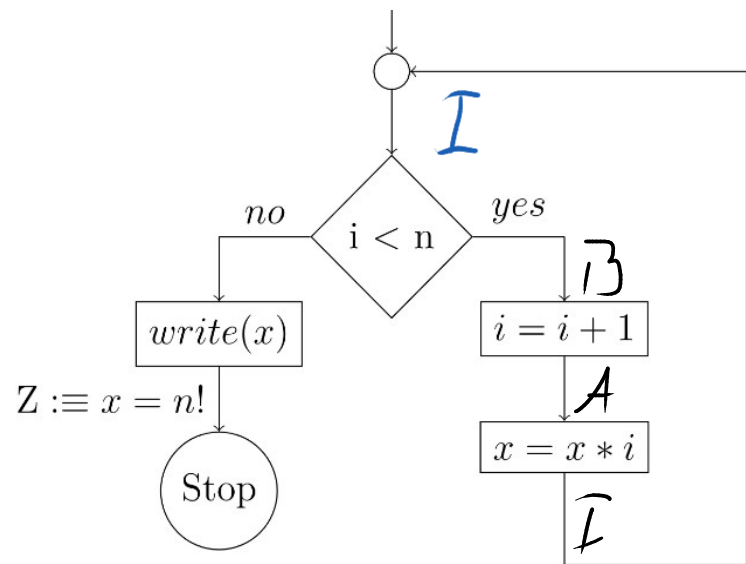 I
i < n
no
yes
B
write(x)
i = i + 1
Z :≡ x = n!
A
x = x ∗ i
Stop
I